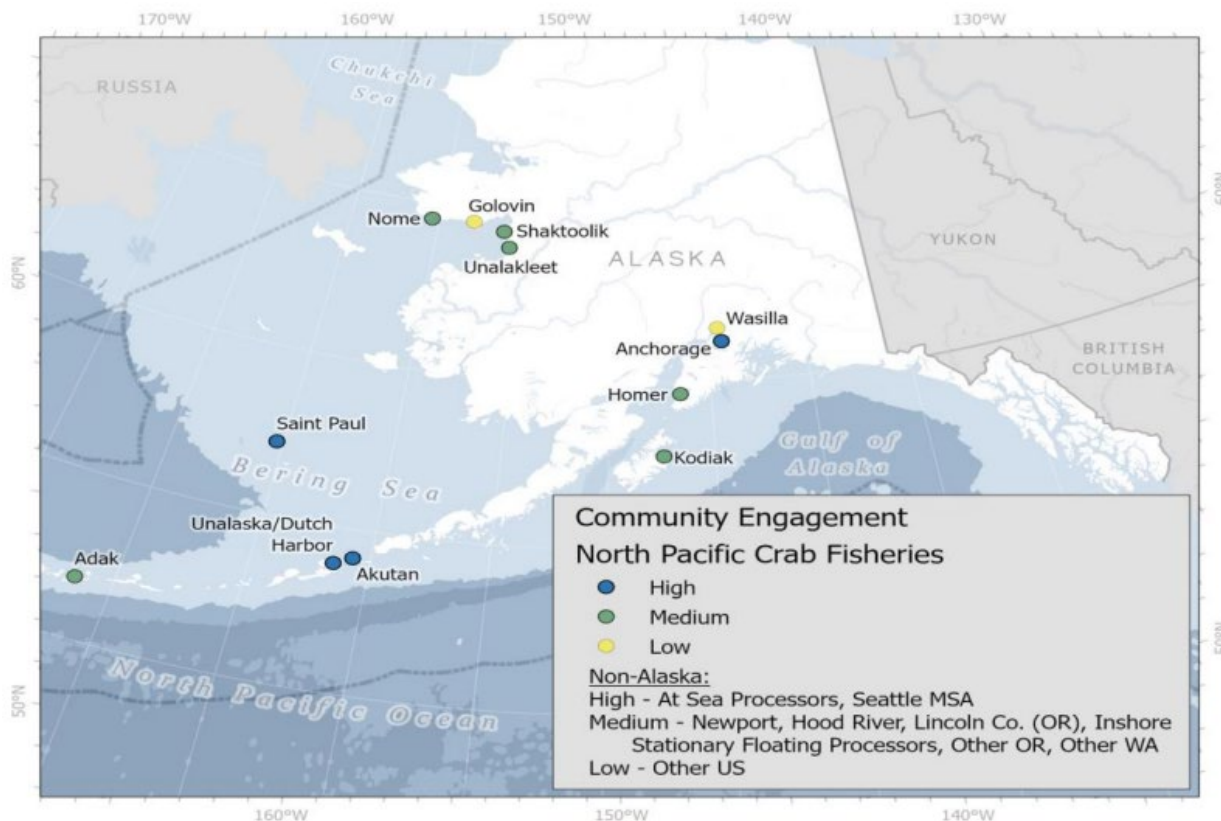 170°W
160°W
150°W
140°W
130°W
Chukchi
Sea
RUSSIA
60°N
60°N
Golovin
Nome
Shaktoolik
Unalakleet
ALASKA
YUKON
Wasilla
Anchorage
BRITISH
COLUMBIA
Homer
Saint Paul
Gulf of
Alaska
Kodiak
Bering Sea
Unalaska/Dutch
Harbor
Akutan
Adak
Community Engagement
North Pacific Crab Fisheries
High
Medium
Low
Non-Alaska:
High - At Sea Processors, Seattle MSA
Medium - Newport, Hood River, Lincoln Co. (OR), Inshore
Stationary Floating Processors, Other OR, Other WA
Low - Other US
North Pacific Ocean
50°N
50°N
160°W
150°W
140°W